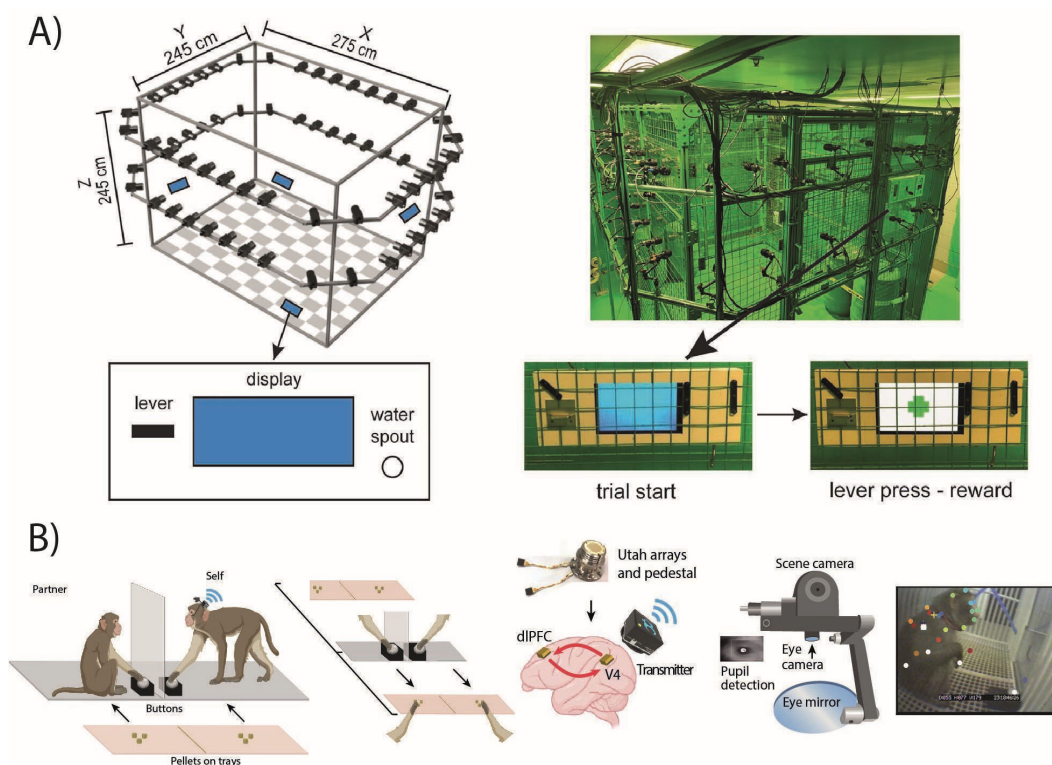 A)
Y
245 cm
X
275 cm
Z
245 cm
display
lever
water
spout
trial start
lever press - reward
B)
Partner
Self
Buttons
Pellets on trays
Utah arrays
and pedestal
dlPFC
V4
Transmitter
Scene camera
Eye
camera
Pupil
detection
Eye mirror